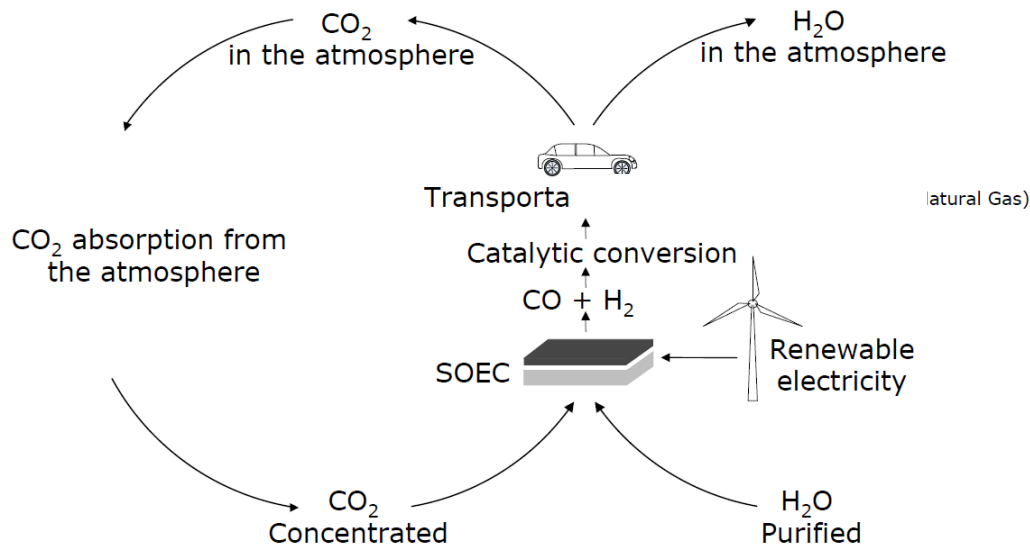 CO₂
in the atmosphere
H₂O
in the atmosphere
Transporta
atural Gas)
CO₂ absorption from
the atmosphere
Catalytic conversion
CO + H₂
SOEC
Renewable
electricity
CO₂
Concentrated
H₂O
Purified